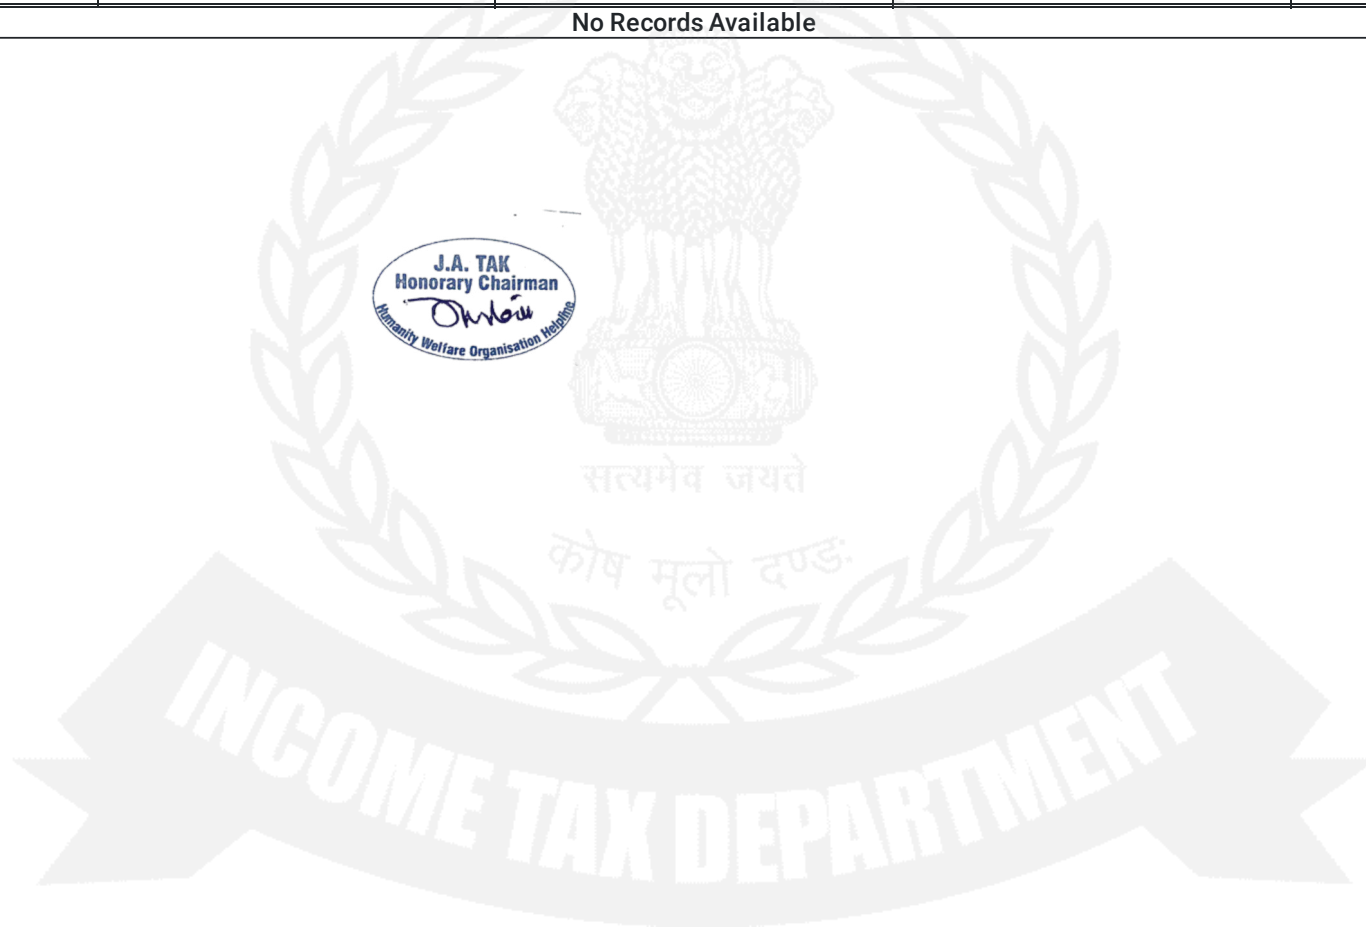 No Records Available
J.A. TAK
Honorary Chairman
Humanity Welfare Organisation Helpline
सत्यमेव जयते
कोष मूलो दण्डः
INCOME TAX DEPARTMENT